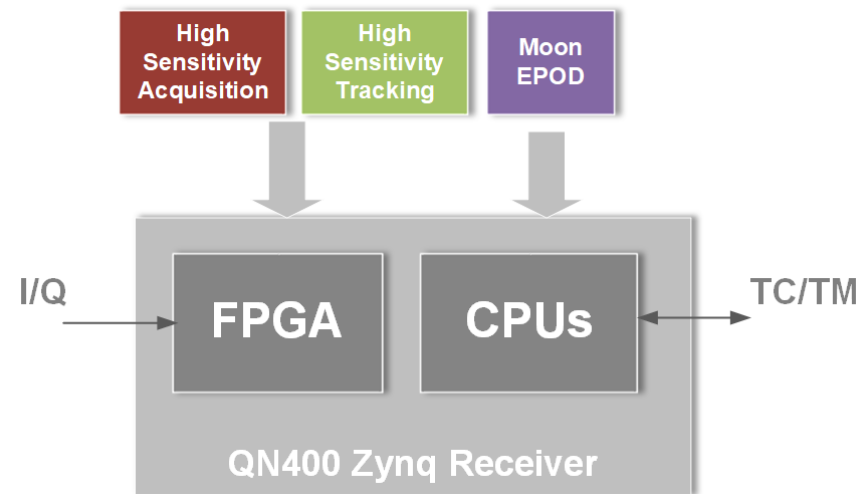 High
Sensitivity
Acquisition
High
Sensitivity
Tracking
Moon
EPOD
I/Q
FPGA
CPUs
TC/TM
QN400 Zynq Receiver